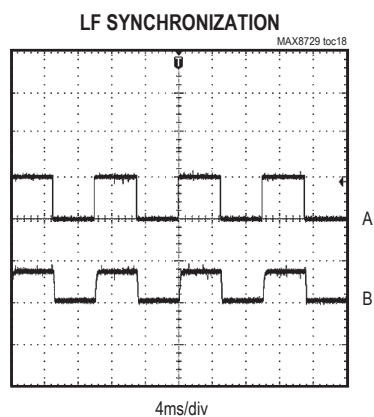 LF SYNCHRONIZATION
MAX8729 toc18
T
A
B
4ms/div